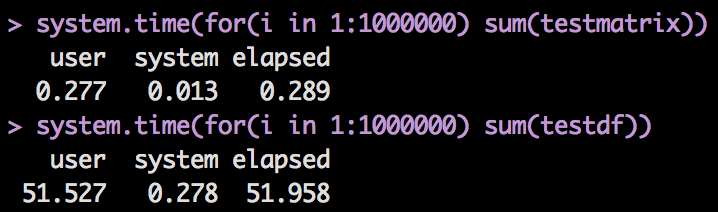 > system.time(for(i in 1:1000000) sum(testmatrix))
   user  system elapsed
  0.277   0.013   0.289
> system.time(for(i in 1:1000000) sum(testdf))
   user  system elapsed
 51.527   0.278  51.958